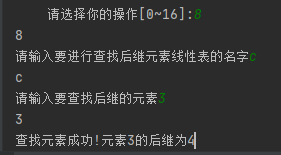 请选择你的操作[0~16]:8
8
请输入要进行查找后继元素线性表的名字c
c
请输入要查找后继的元素3
3
查找元素成功!元素3的后继为4